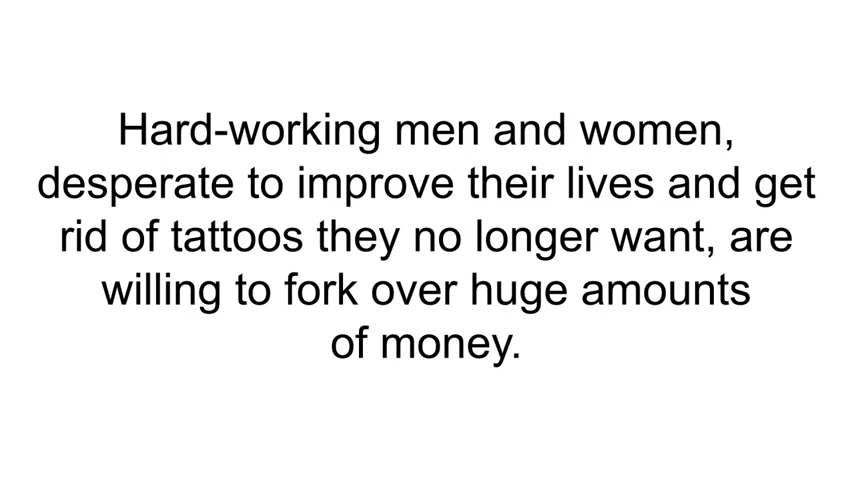 Hard-working men and women,
desperate to improve their lives and get
rid of tattoos they no longer want, are
willing to fork over huge amounts
of money.